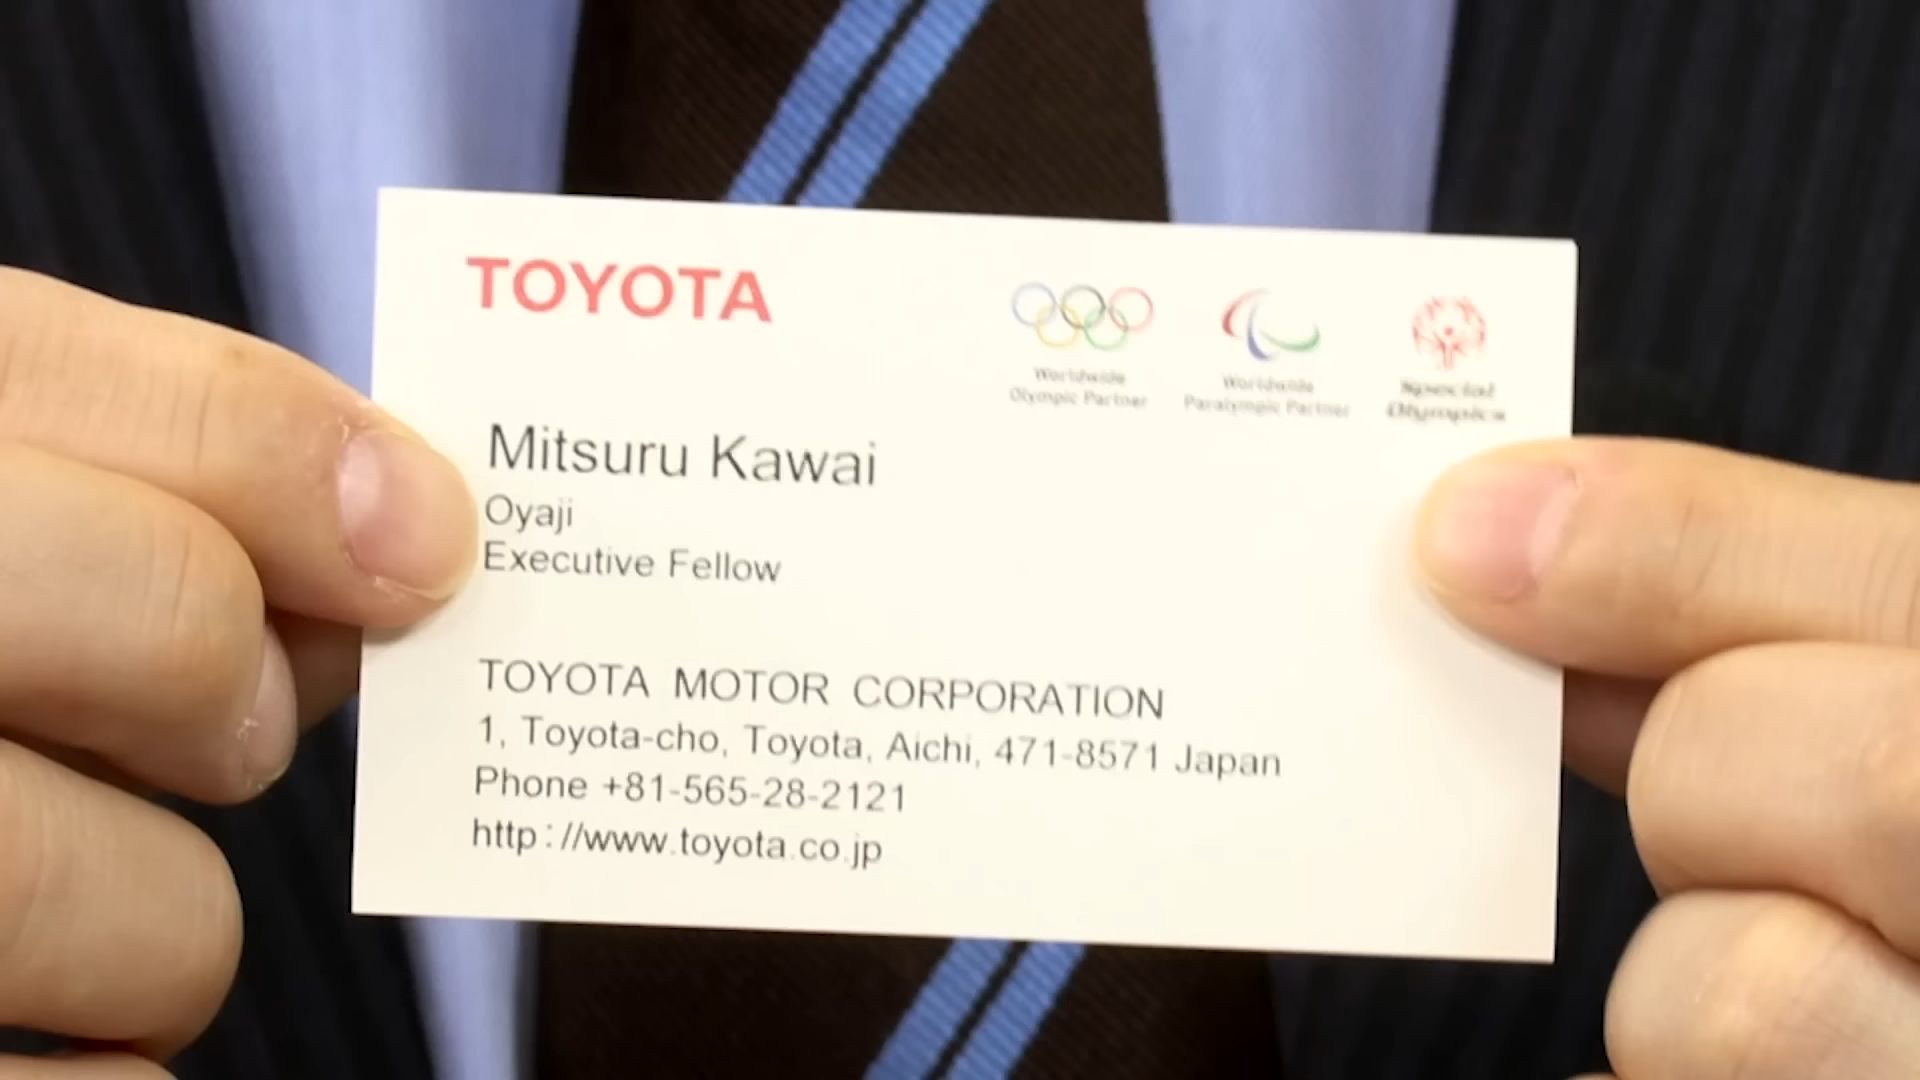 TOYOTA
Worldwide
Olympic Partner
Worldwide
Paralympic Partner
Special
Olympics
Mitsuru Kawai
Oyaji
Executive Fellow
TOYOTA MOTOR CORPORATION
1, Toyota-cho, Toyota, Aichi, 471-8571 Japan
Phone +81-565-28-2121
http://www.toyota.co.jp